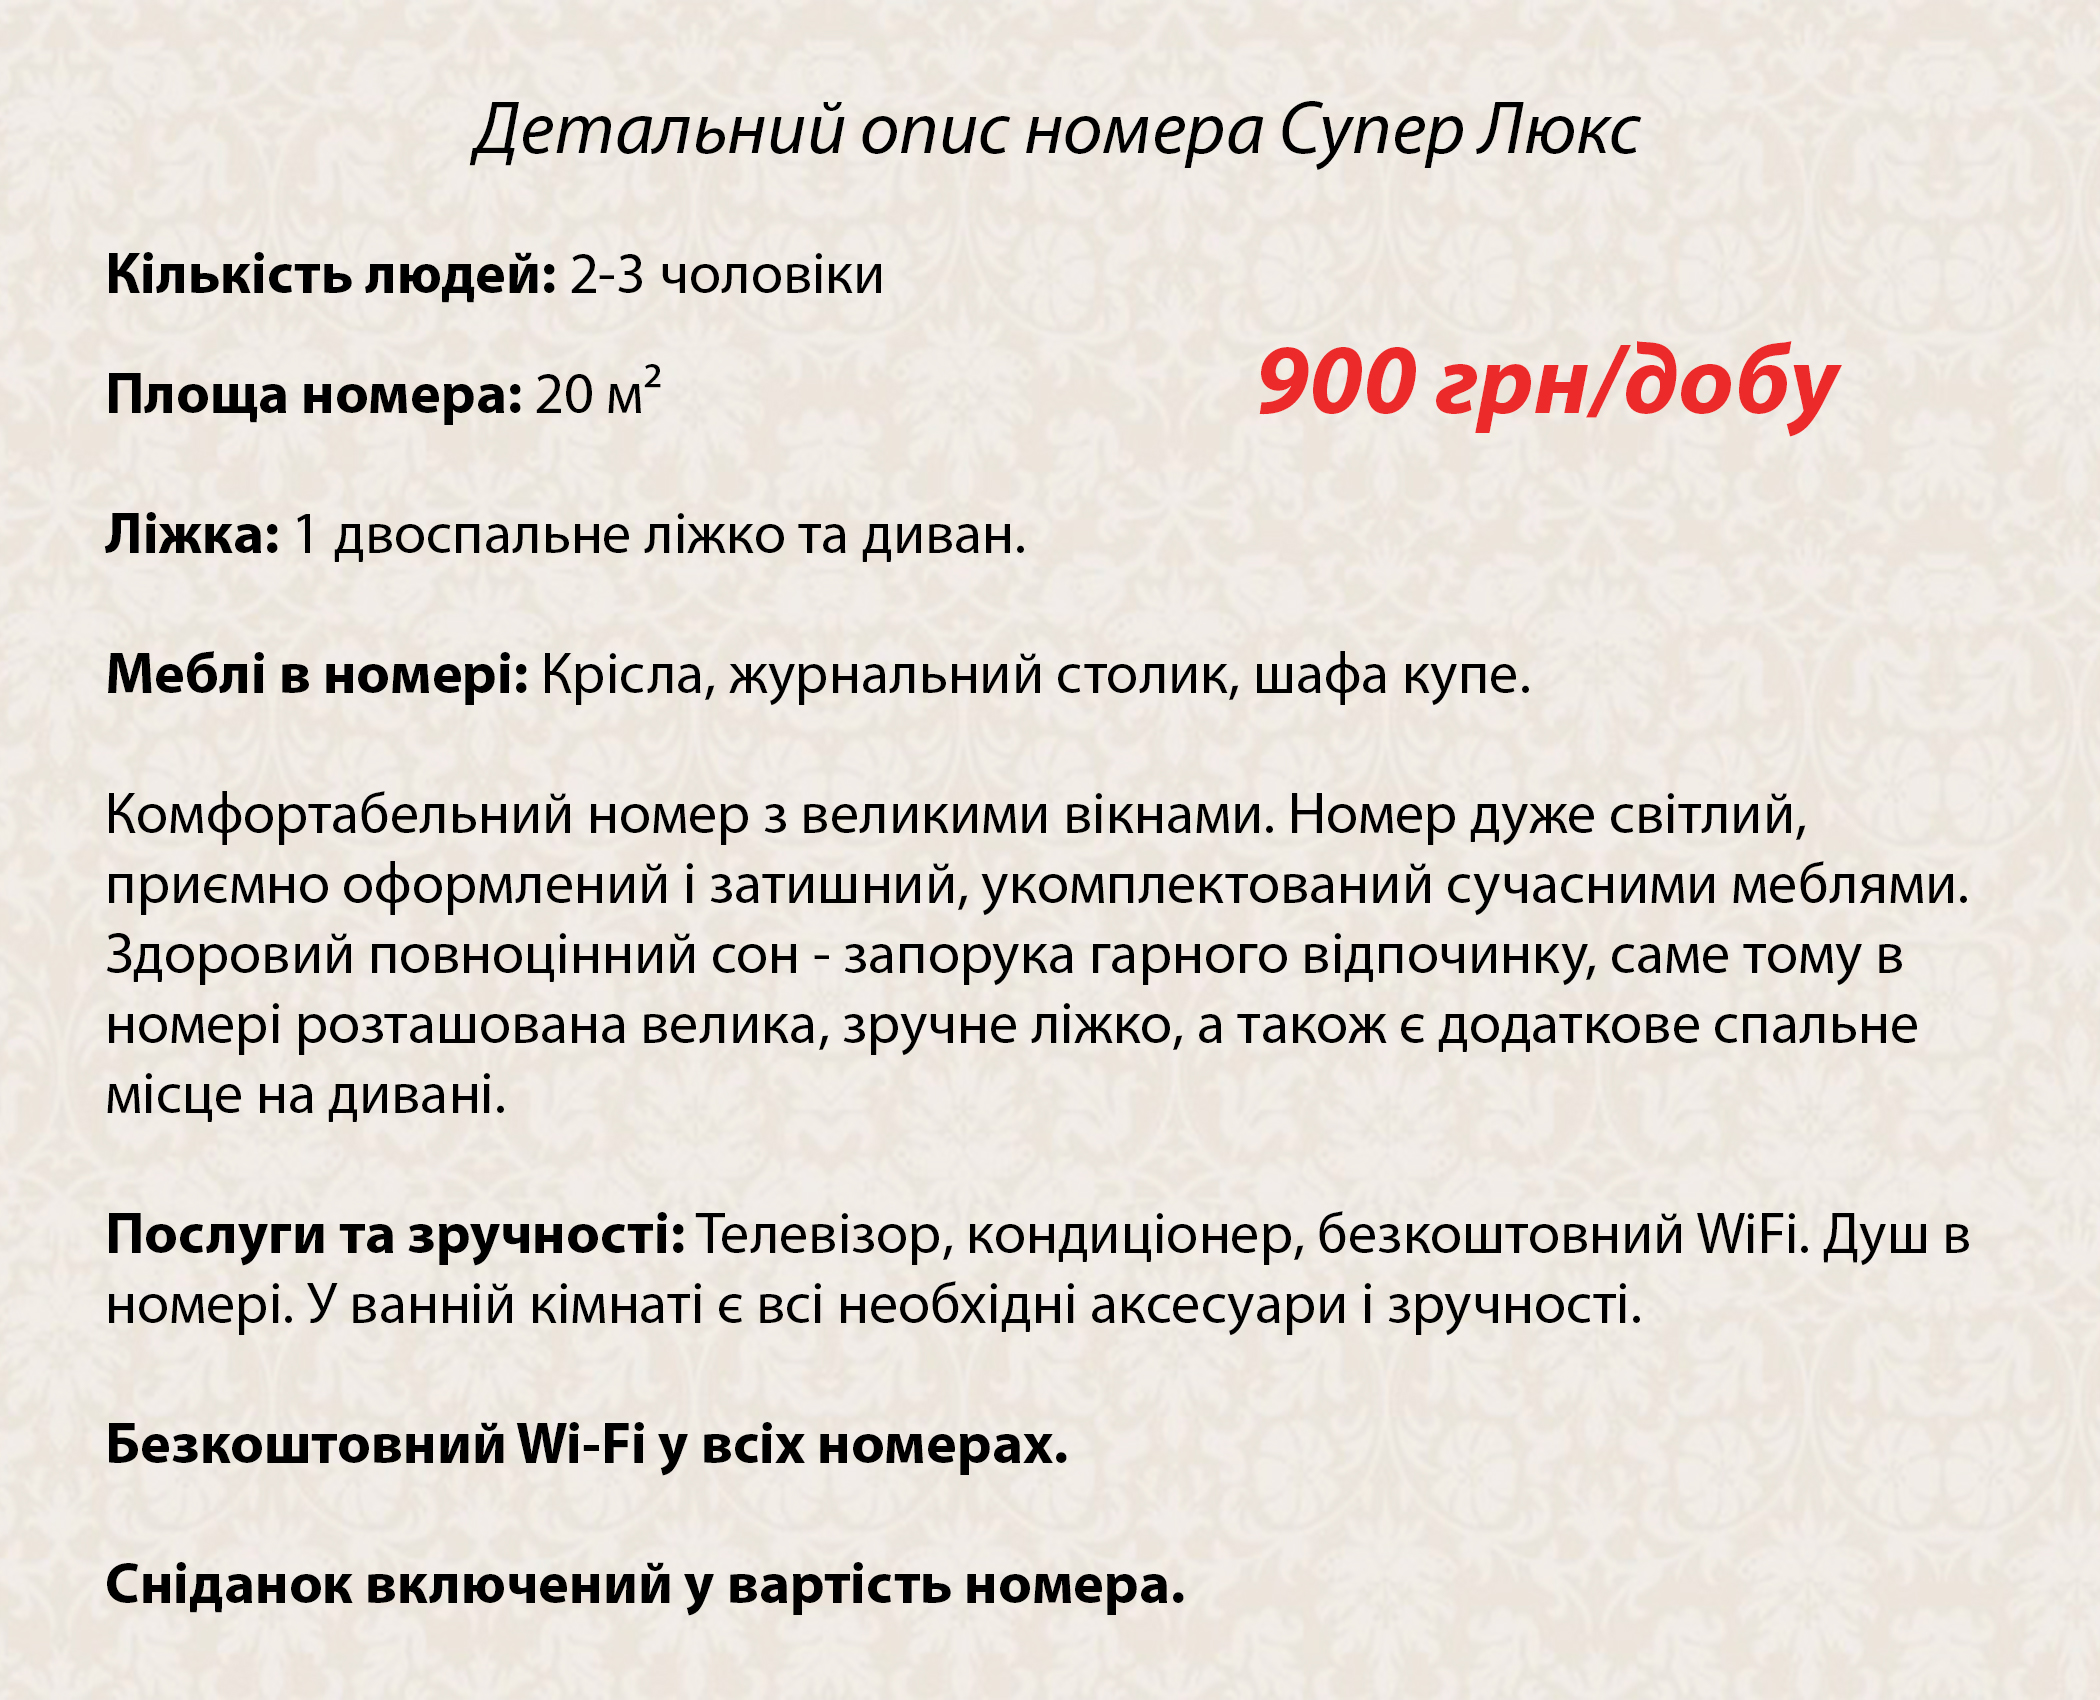 Детальний опис номера Супер Люкс
Кількість людей: 2-3 чоловіки
900 грн/добу
Площа номера: 20 м²
Ліжка: 1 двоспальне ліжко та диван.
Меблі в номері: Крісла, журнальний столик, шафа купе.
Комфортабельний номер з великими вікнами. Номер дуже світлий,
приємно оформлений і затишний, укомплектований сучасними меблями.
Здоровий повноцінний сон - запорука гарного відпочинку, саме тому в
номері розташована велика, зручне ліжко, а також є додаткове спальне
місце на дивані.
Послуги та зручності: Телевізор, кондиціонер, безкоштовний WiFi. Душ в
номері. У ванній кімнаті є всі необхідні аксесуари і зручності.
Безкоштовний Wi-Fi у всіх номерах.
Сніданок включений у вартість номера.